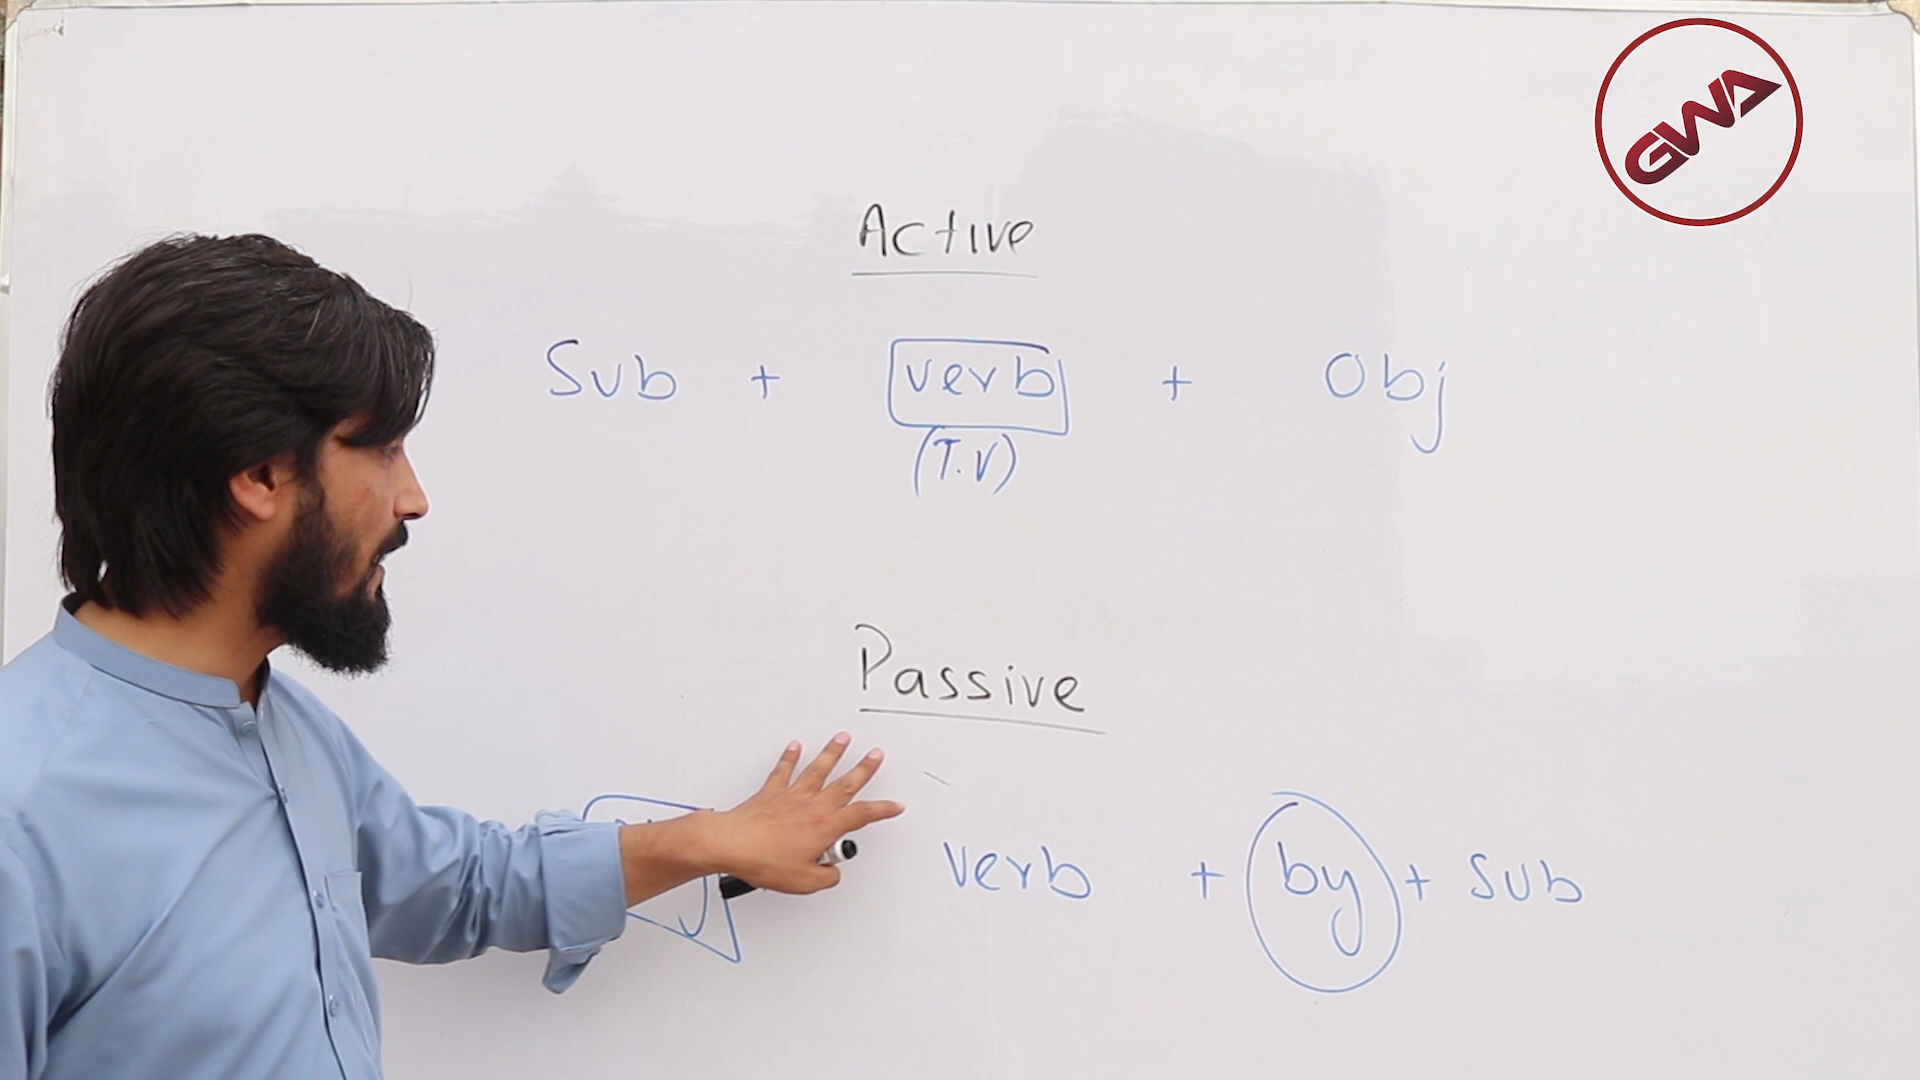 GWA
Active
Sub + verb + Obj
(T.V)
Passive
verb + by + Sub